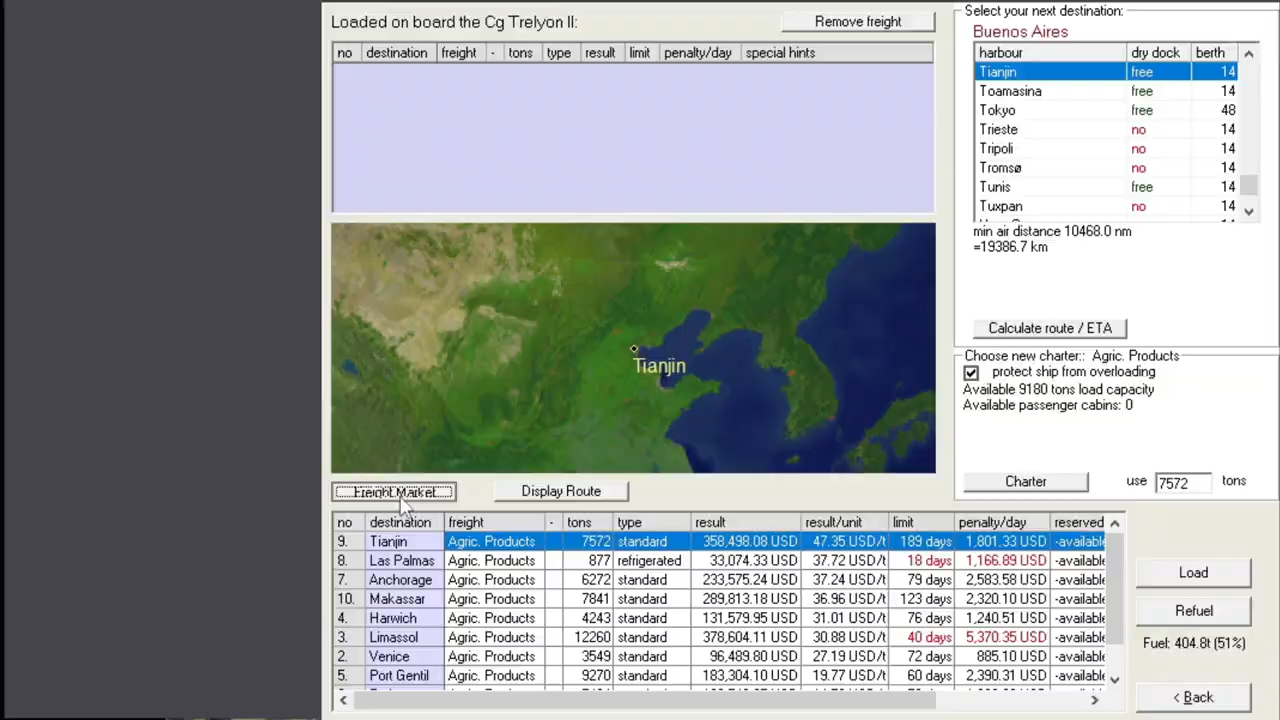 Loaded on board the Cg Trelyon II:
Remove freight
no destination freight - tons type result limit penalty/day special hints
Select your next destination:
Buenos Aires
harbour dry dock berth
Tianjin free 14
Toamasina free 14
Tokyo free 48
Trieste no 14
Tripoli no 14
Tromsø no 14
Tunis free 14
Tuxpan no 14
min air distance 10468.0 nm
=19386.7 km
Calculate route / ETA
Tianjin
Choose new charter:: Agric. Products
protect ship from overloading
Available 9180 tons load capacity
Available passenger cabins: 0
Charter use 7572 tons
Freight Market Display Route
no destination freight - tons type result result/unit limit penalty/day reserved
9. Tianjin Agric. Products 7572 standard 358,498.08 USD 47.35 USD/t 189 days 1,801.33 USD -available
8. Las Palmas Agric. Products 877 refrigerated 33,074.33 USD 37.72 USD/t 18 days 1,166.89 USD -available
7. Anchorage Agric. Products 6272 standard 233,575.24 USD 37.24 USD/t 79 days 2,583.58 USD -available
10. Makassar Agric. Products 7841 standard 289,813.18 USD 36.96 USD/t 123 days 2,320.10 USD -available
4. Harwich Agric. Products 4243 standard 131,579.95 USD 31.01 USD/t 76 days 1,240.51 USD -available
3. Limassol Agric. Products 12260 standard 378,604.11 USD 30.88 USD/t 40 days 5,370.35 USD -available
2. Venice Agric. Products 3549 standard 96,489.80 USD 27.19 USD/t 72 days 885.10 USD -available
5. Port Gentil Agric. Products 9270 standard 183,304.10 USD 19.77 USD/t 60 days 2,390.31 USD -available
Load
Refuel
Fuel: 404.8t (51%)
< Back